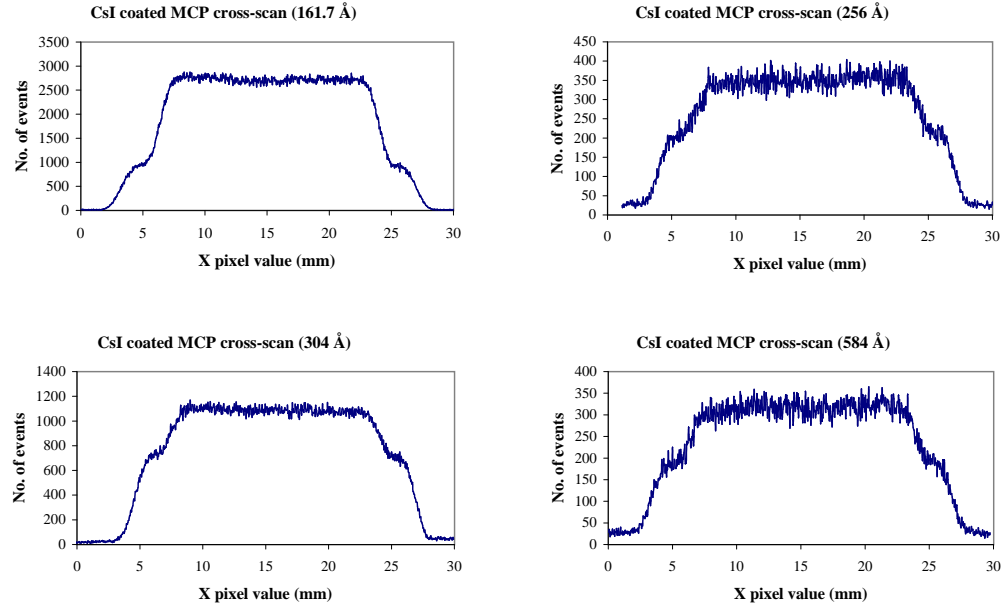 CsI coated MCP cross-scan (161.7 Å)
3500
3000
2500
2000
1500
1000
500
0
No. of events
0 5 10 15 20 25 30
X pixel value (mm)
CsI coated MCP cross-scan (256 Å)
450
400
350
300
250
200
150
100
50
0
No. of events
0 5 10 15 20 25 30
X pixel value (mm)
CsI coated MCP cross-scan (304 Å)
1400
1200
1000
800
600
400
200
0
No. of events
0 5 10 15 20 25 30
X pixel value (mm)
CsI coated MCP cross-scan (584 Å)
400
350
300
250
200
150
100
50
0
No. of events
0 5 10 15 20 25 30
X pixel value (mm)